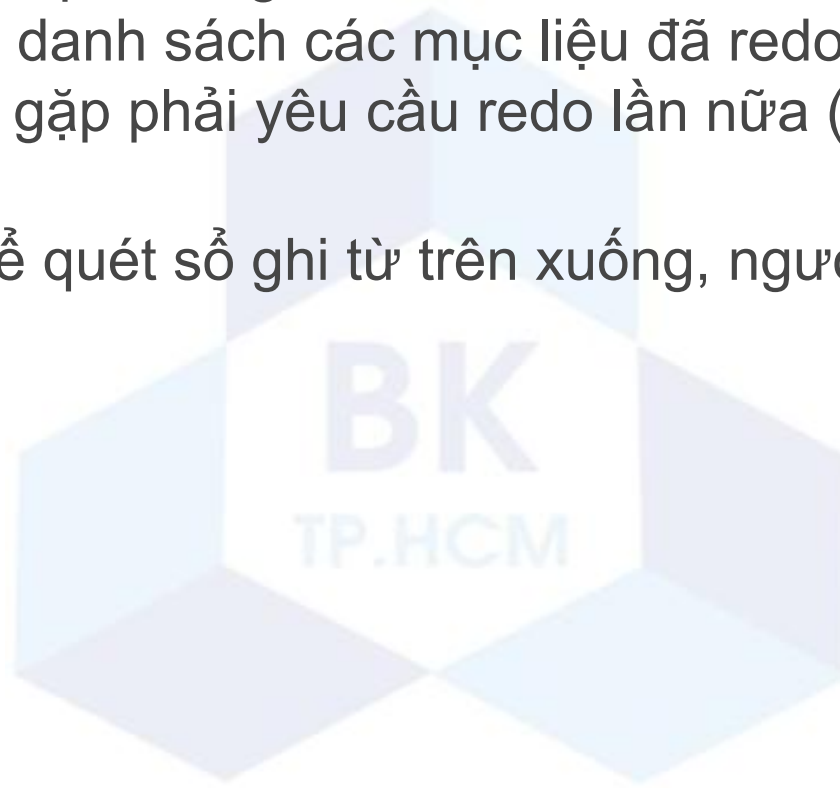 danh sách các mục liệu đã redo
gặp phải yêu cầu redo lần nữa (
quét sổ ghi từ trên xuống,
BK
TP.HCM